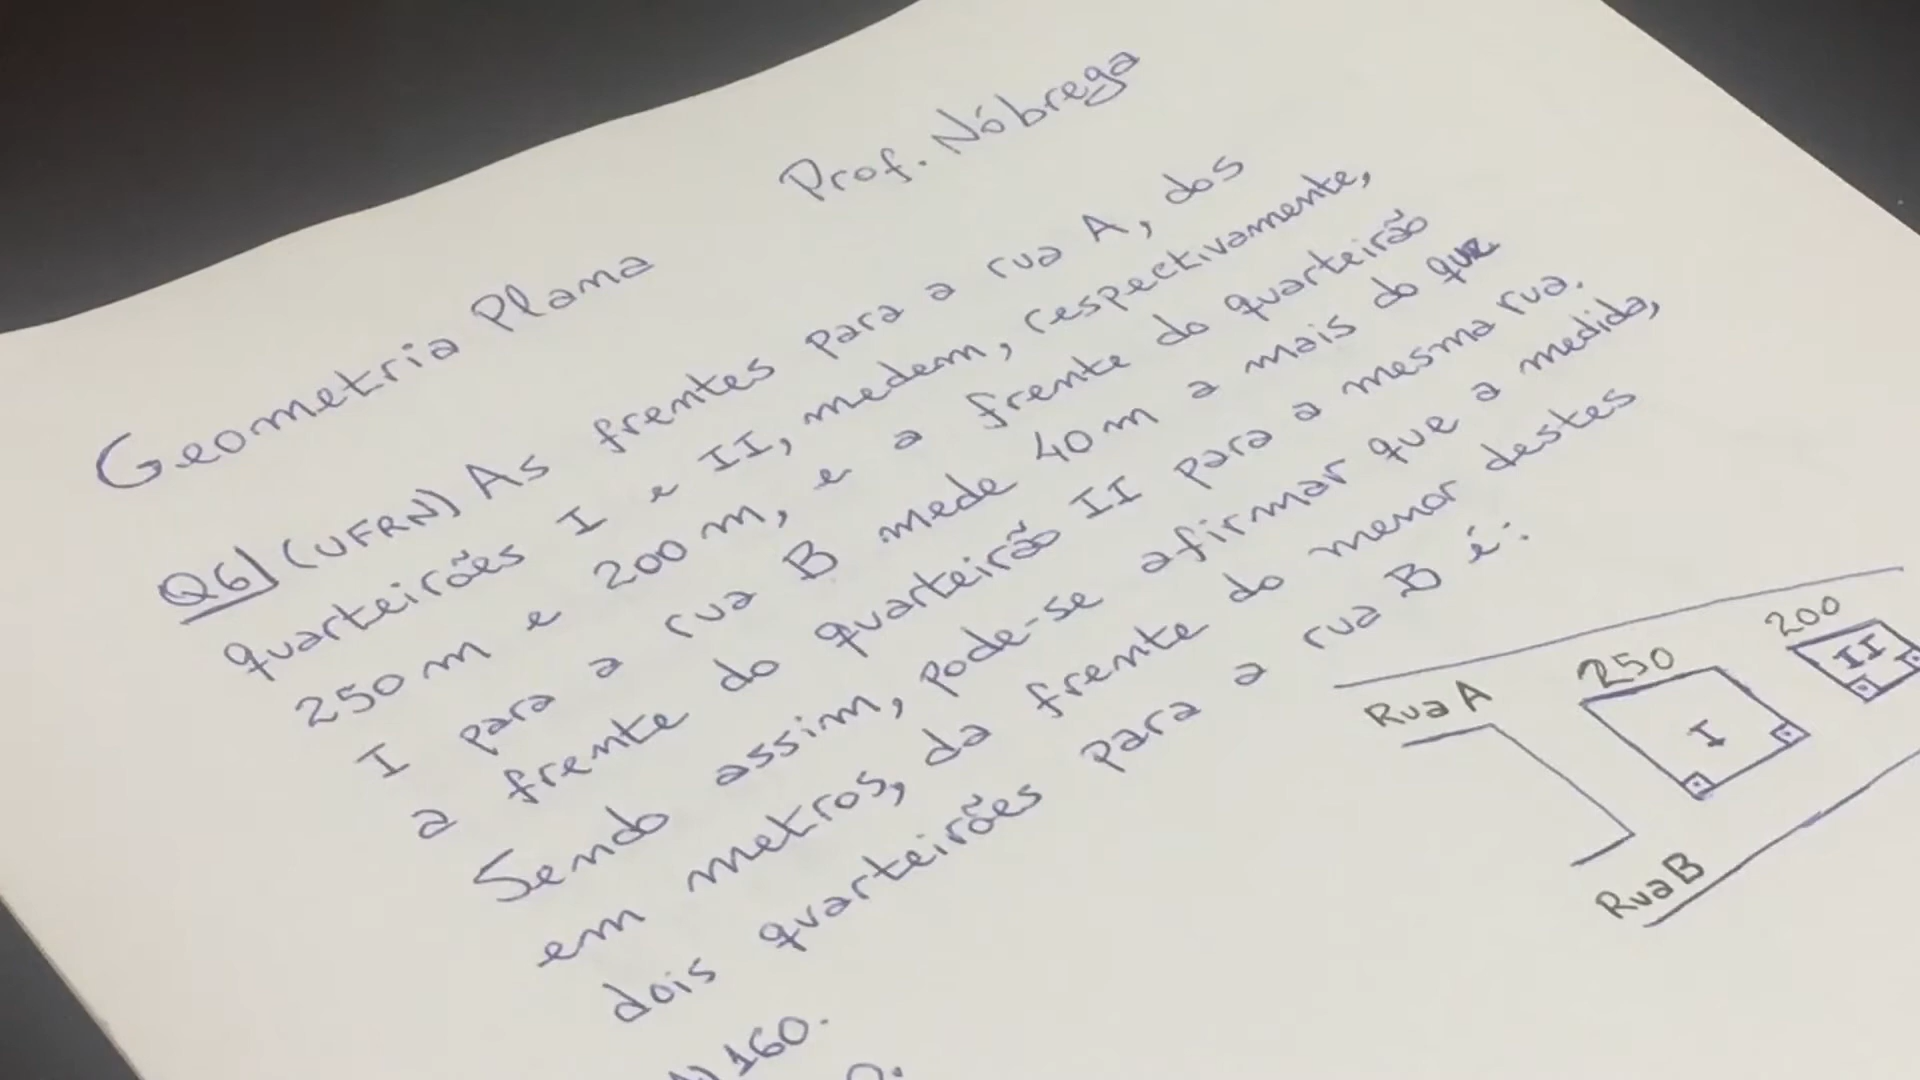 Prof. Nóbrega
Geometria Plana
Q6) (UFRN) As frentes para a rua A, dos
quarteirões I e II, medem, respectivamente,
250 m e 200 m, e a frente do quarteirão
I para a rua B mede 40 m a mais do que
a frente do quarteirão II para a mesma rua.
Sendo assim, pode-se afirmar que a medida,
em metros, da frente do menor destes
dois quarteirões para a rua B é:
200
250
II
Rua A
I
Rua B
160.